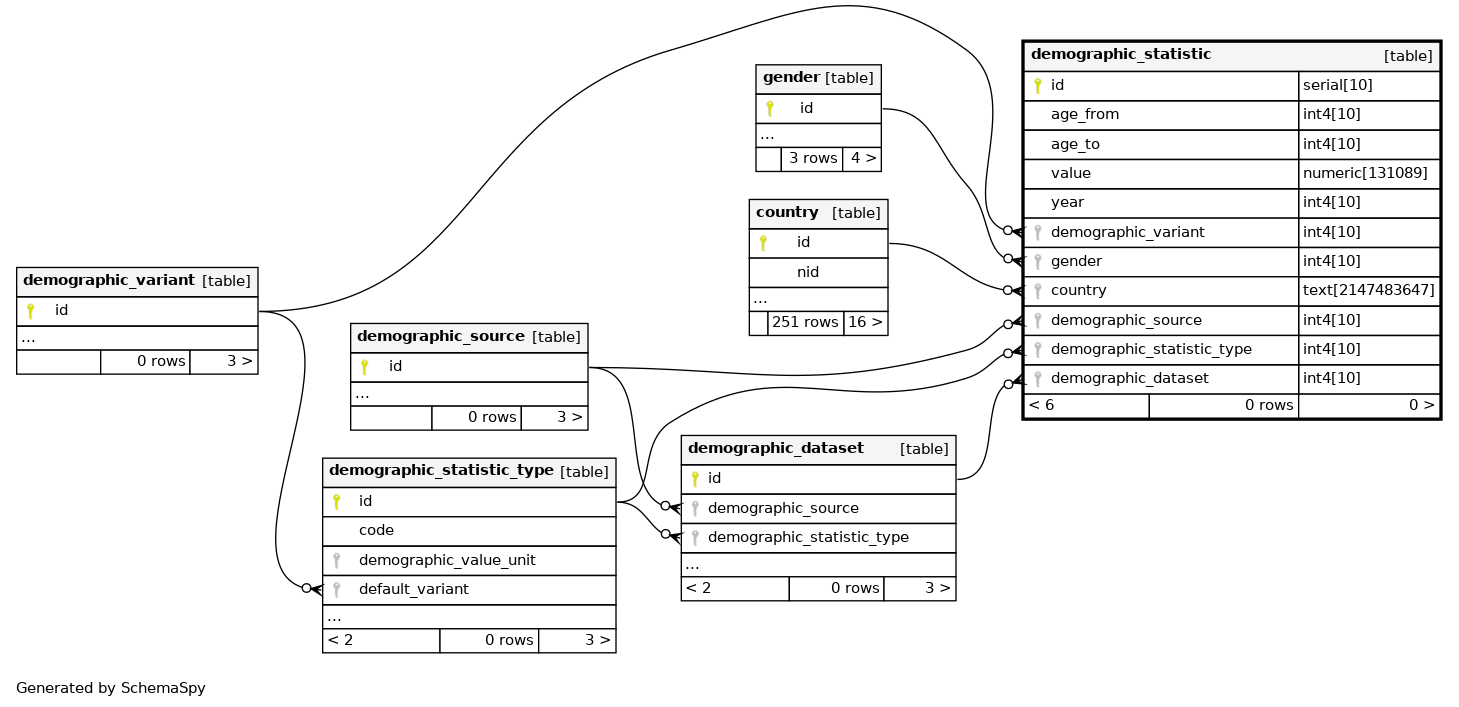 demographic_variant [table]
id
...
0 rows 3 >
demographic_source [table]
id
...
0 rows 3 >
demographic_statistic_type [table]
id
code
demographic_value_unit
default_variant
...
< 2 0 rows 3 >
gender [table]
id
...
3 rows 4 >
country [table]
id
nid
...
251 rows 16 >
demographic_dataset [table]
id
demographic_source
demographic_statistic_type
...
< 2 0 rows 3 >
demographic_statistic [table]
id serial[10]
age_from int4[10]
age_to int4[10]
value numeric[131089]
year int4[10]
demographic_variant int4[10]
gender int4[10]
country text[2147483647]
demographic_source int4[10]
demographic_statistic_type int4[10]
demographic_dataset int4[10]
< 6 0 rows 0 >
Generated by SchemaSpy